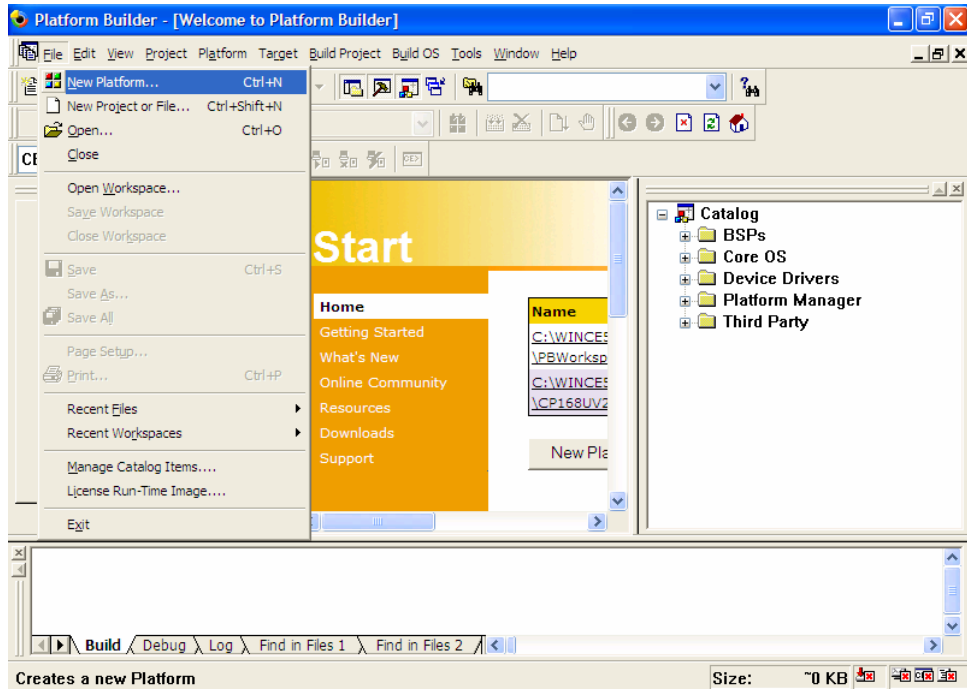 Platform Builder - [Welcome to Platform Builder]
File Edit View Project Platform Target Build Project Build OS Tools Window Help
New Platform... Ctrl+N
New Project or File... Ctrl+Shift+N
Open... Ctrl+O
Close
Open Workspace...
Save Workspace
Close Workspace
Save Ctrl+S
Save As...
Save All
Page Setup...
Print... Ctrl+P
Recent Files
Recent Workspaces
Manage Catalog Items....
License Run-Time Image....
Exit
Start
Home
Getting Started
What's New
Online Community
Resources
Downloads
Support
Name
C:\WINCE5
\PBWorksp
C:\WINCE5
\CP168UV2
New Pla
Catalog
BSPs
Core OS
Device Drivers
Platform Manager
Third Party
Build Debug Log Find in Files 1 Find in Files 2
Creates a new Platform Size: ~0 KB